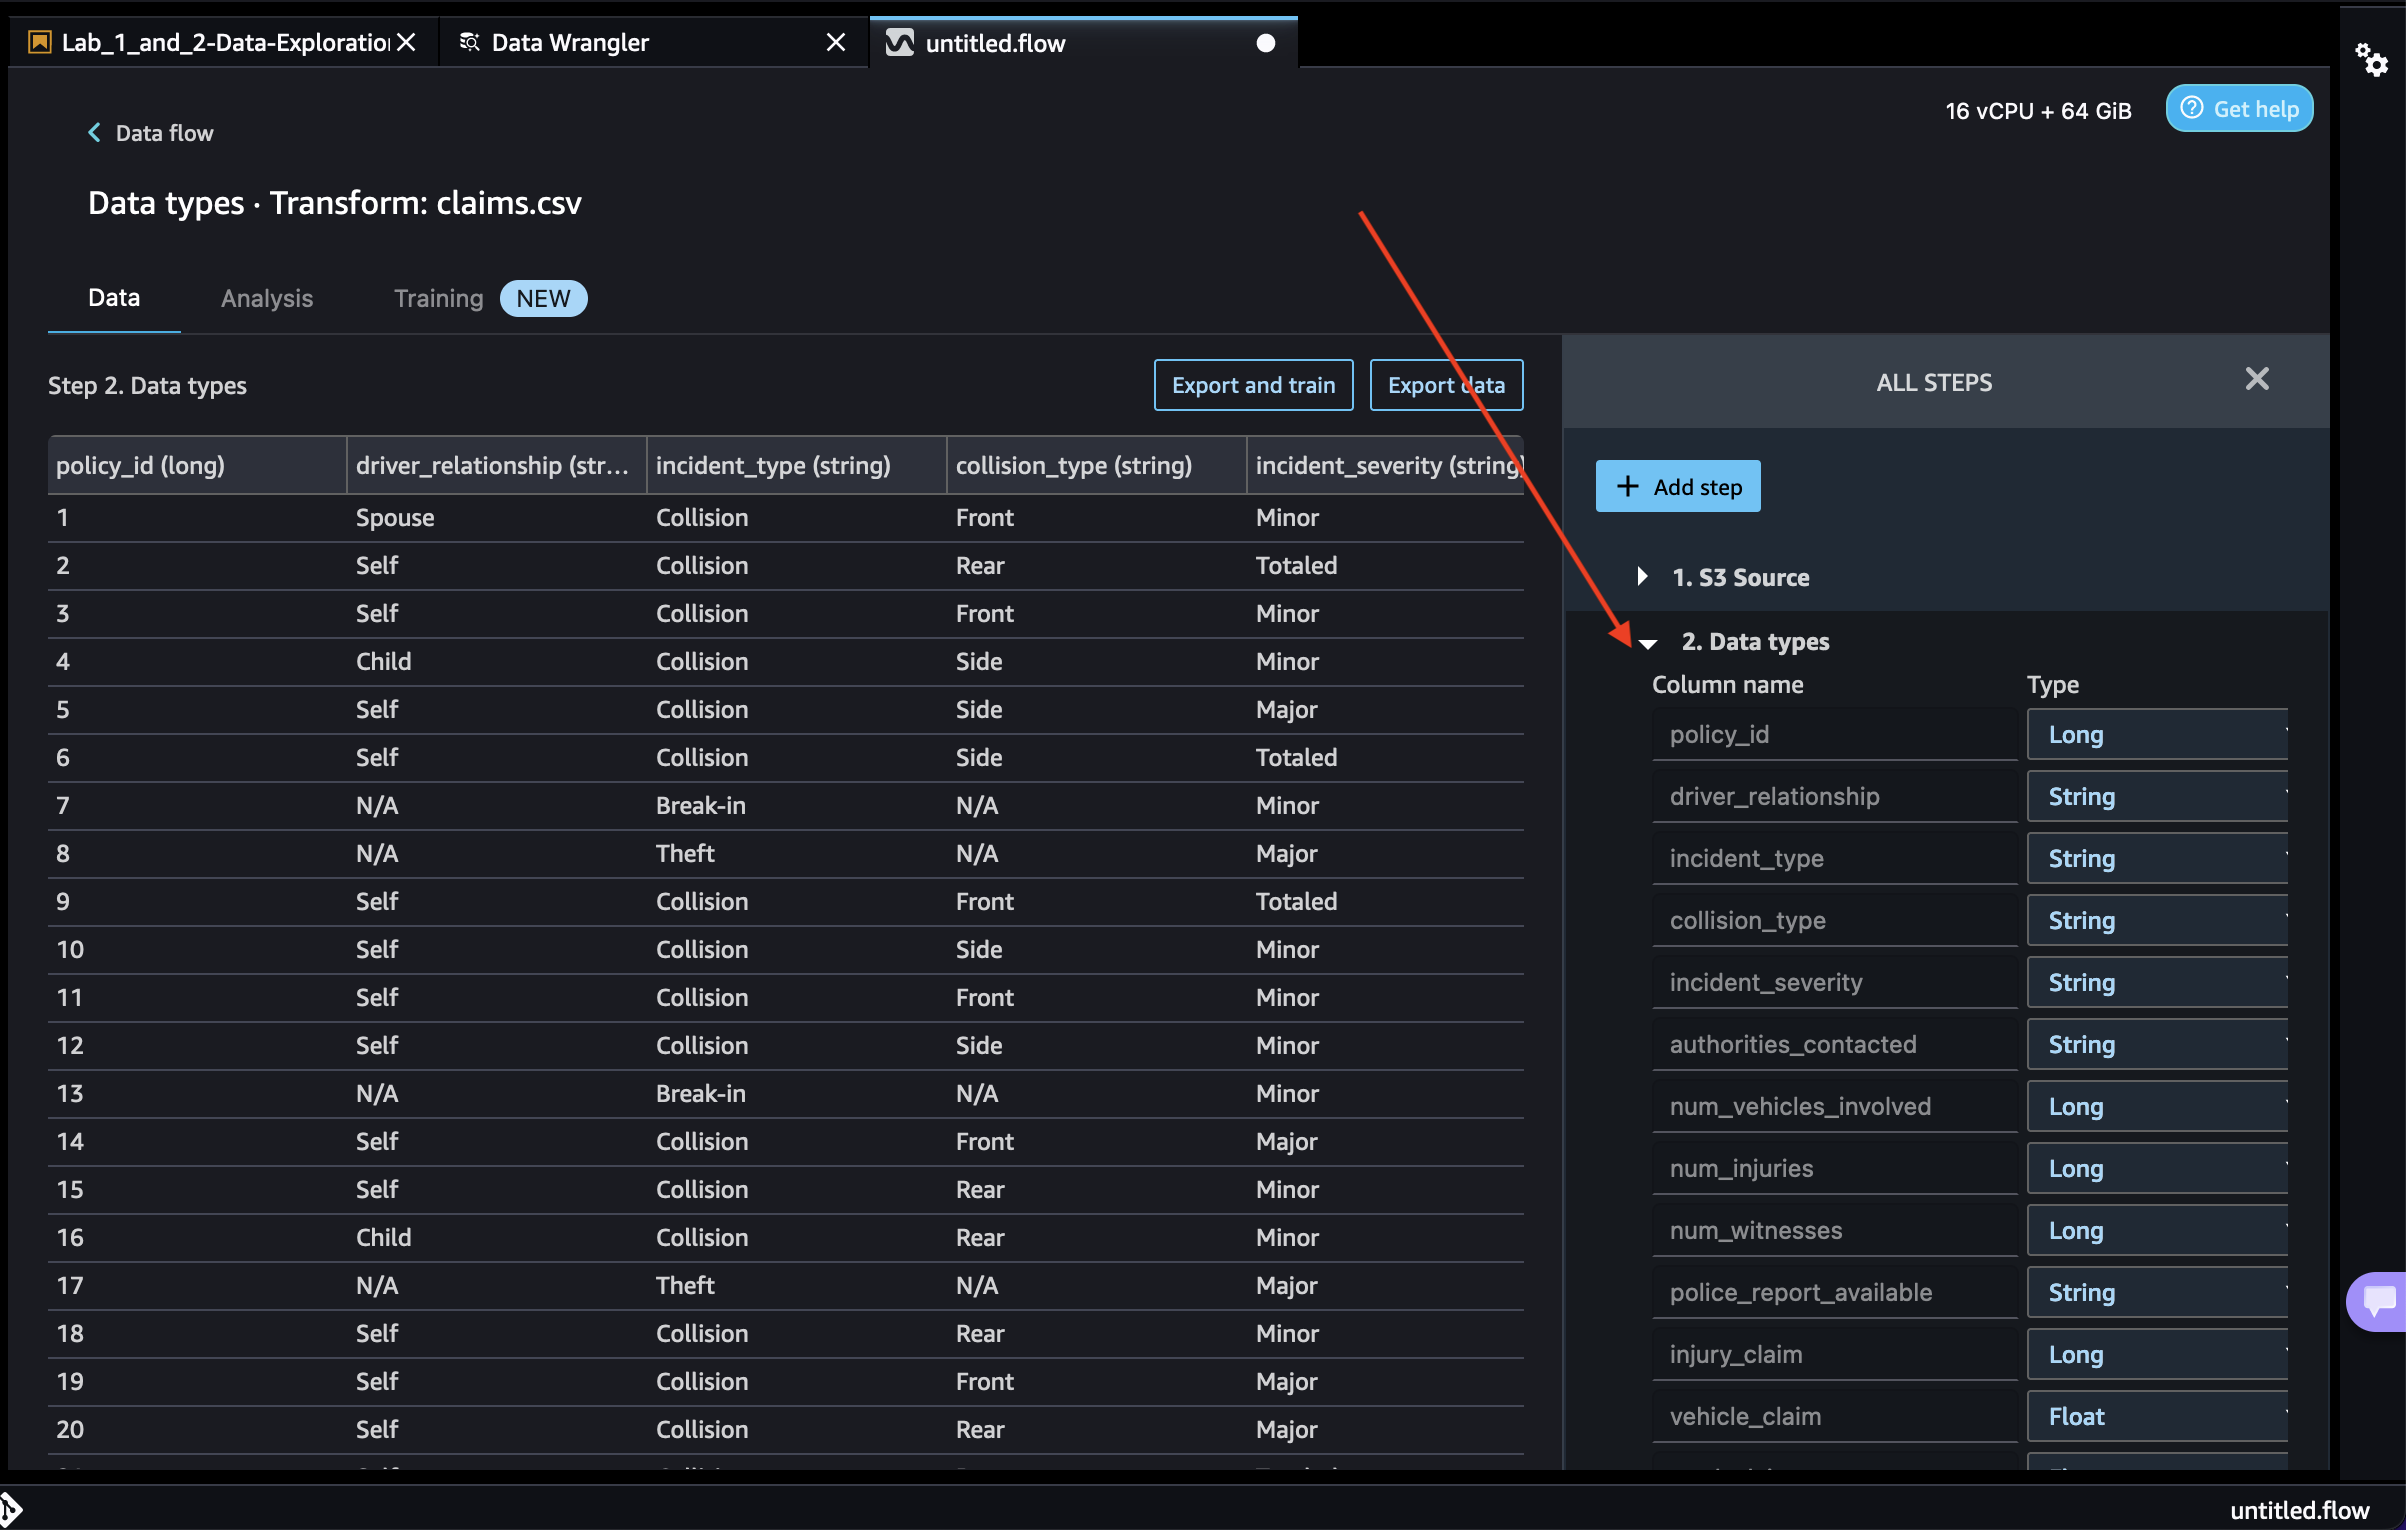 Lab_1_and_2-Data-Exploratio
Data Wrangler
untitled.flow
16 vCPU + 64 GiB
Get help
Data flow
Data types · Transform: claims.csv
Data
Analysis
Training
NEW
Step 2. Data types
Export and train
Export data
policy_id (long) driver_relationship (str... incident_type (string) collision_type (string) incident_severity (string)
1 Spouse Collision Front Minor
2 Self Collision Rear Totaled
3 Self Collision Front Minor
4 Child Collision Side Minor
5 Self Collision Side Major
6 Self Collision Side Totaled
7 N/A Break-in N/A Minor
8 N/A Theft N/A Major
9 Self Collision Front Totaled
10 Self Collision Side Minor
11 Self Collision Front Minor
12 Self Collision Side Minor
13 N/A Break-in N/A Minor
14 Self Collision Front Major
15 Self Collision Rear Minor
16 Child Collision Rear Minor
17 N/A Theft N/A Major
18 Self Collision Rear Minor
19 Self Collision Front Major
20 Self Collision Rear Major
ALL STEPS
Add step
1. S3 Source
2. Data types
Column name Type
policy_id Long
driver_relationship String
incident_type String
collision_type String
incident_severity String
authorities_contacted String
num_vehicles_involved Long
num_injuries Long
num_witnesses Long
police_report_available String
injury_claim Long
vehicle_claim Float
untitled.flow